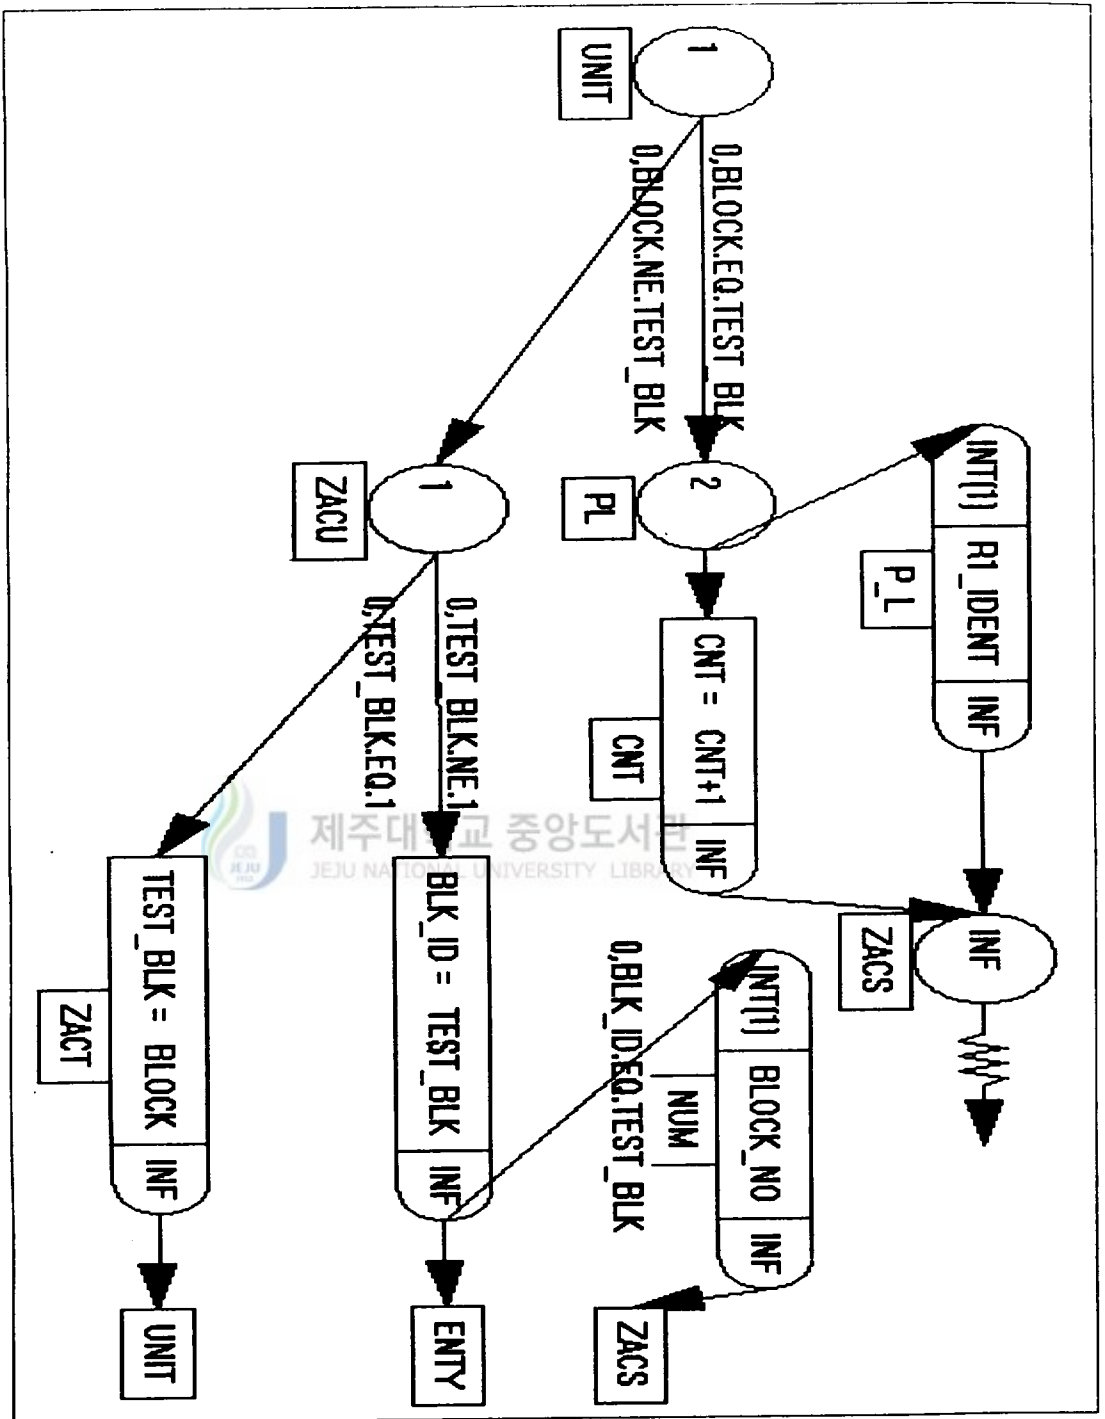 INT(1) R1_IDENT INF
P_L
INF
ZACS
1
UNIT
0,BLOCK.EQ.TEST_BLK
0,BLOCK.NE.TEST_BLK
2
PL
CNT = CNT+1 INF
CNT
INT(1) BLOCK_NO INF
NUM
0,BLK_ID.EQ.TEST_BLK
ZACS
1
ZACU
0,TEST_BLK.NE.1
0,TEST_BLK.EQ.1
BLK_ID = TEST_BLK INF
ENTY
TEST_BLK = BLOCK INF
ZACT
UNIT
제주대학교 중앙도서관
JEJU NATIONAL UNIVERSITY LIBRARY
JEJU